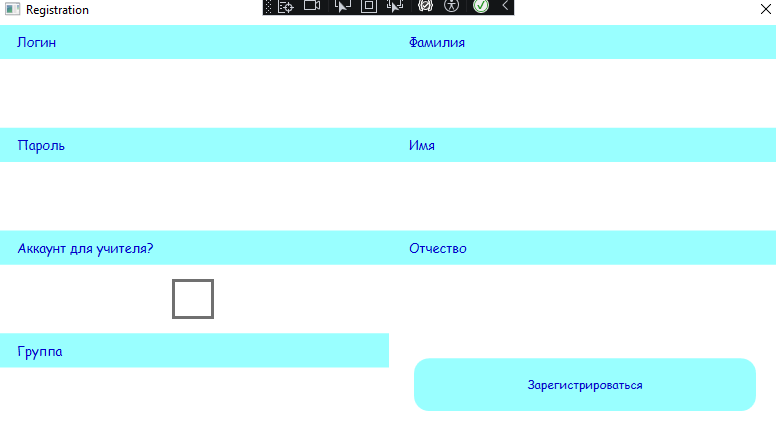 Registration
Логин
Фамилия
Пароль
Имя
Аккаунт для учителя?
Отчество
Группа
Зарегистрироваться